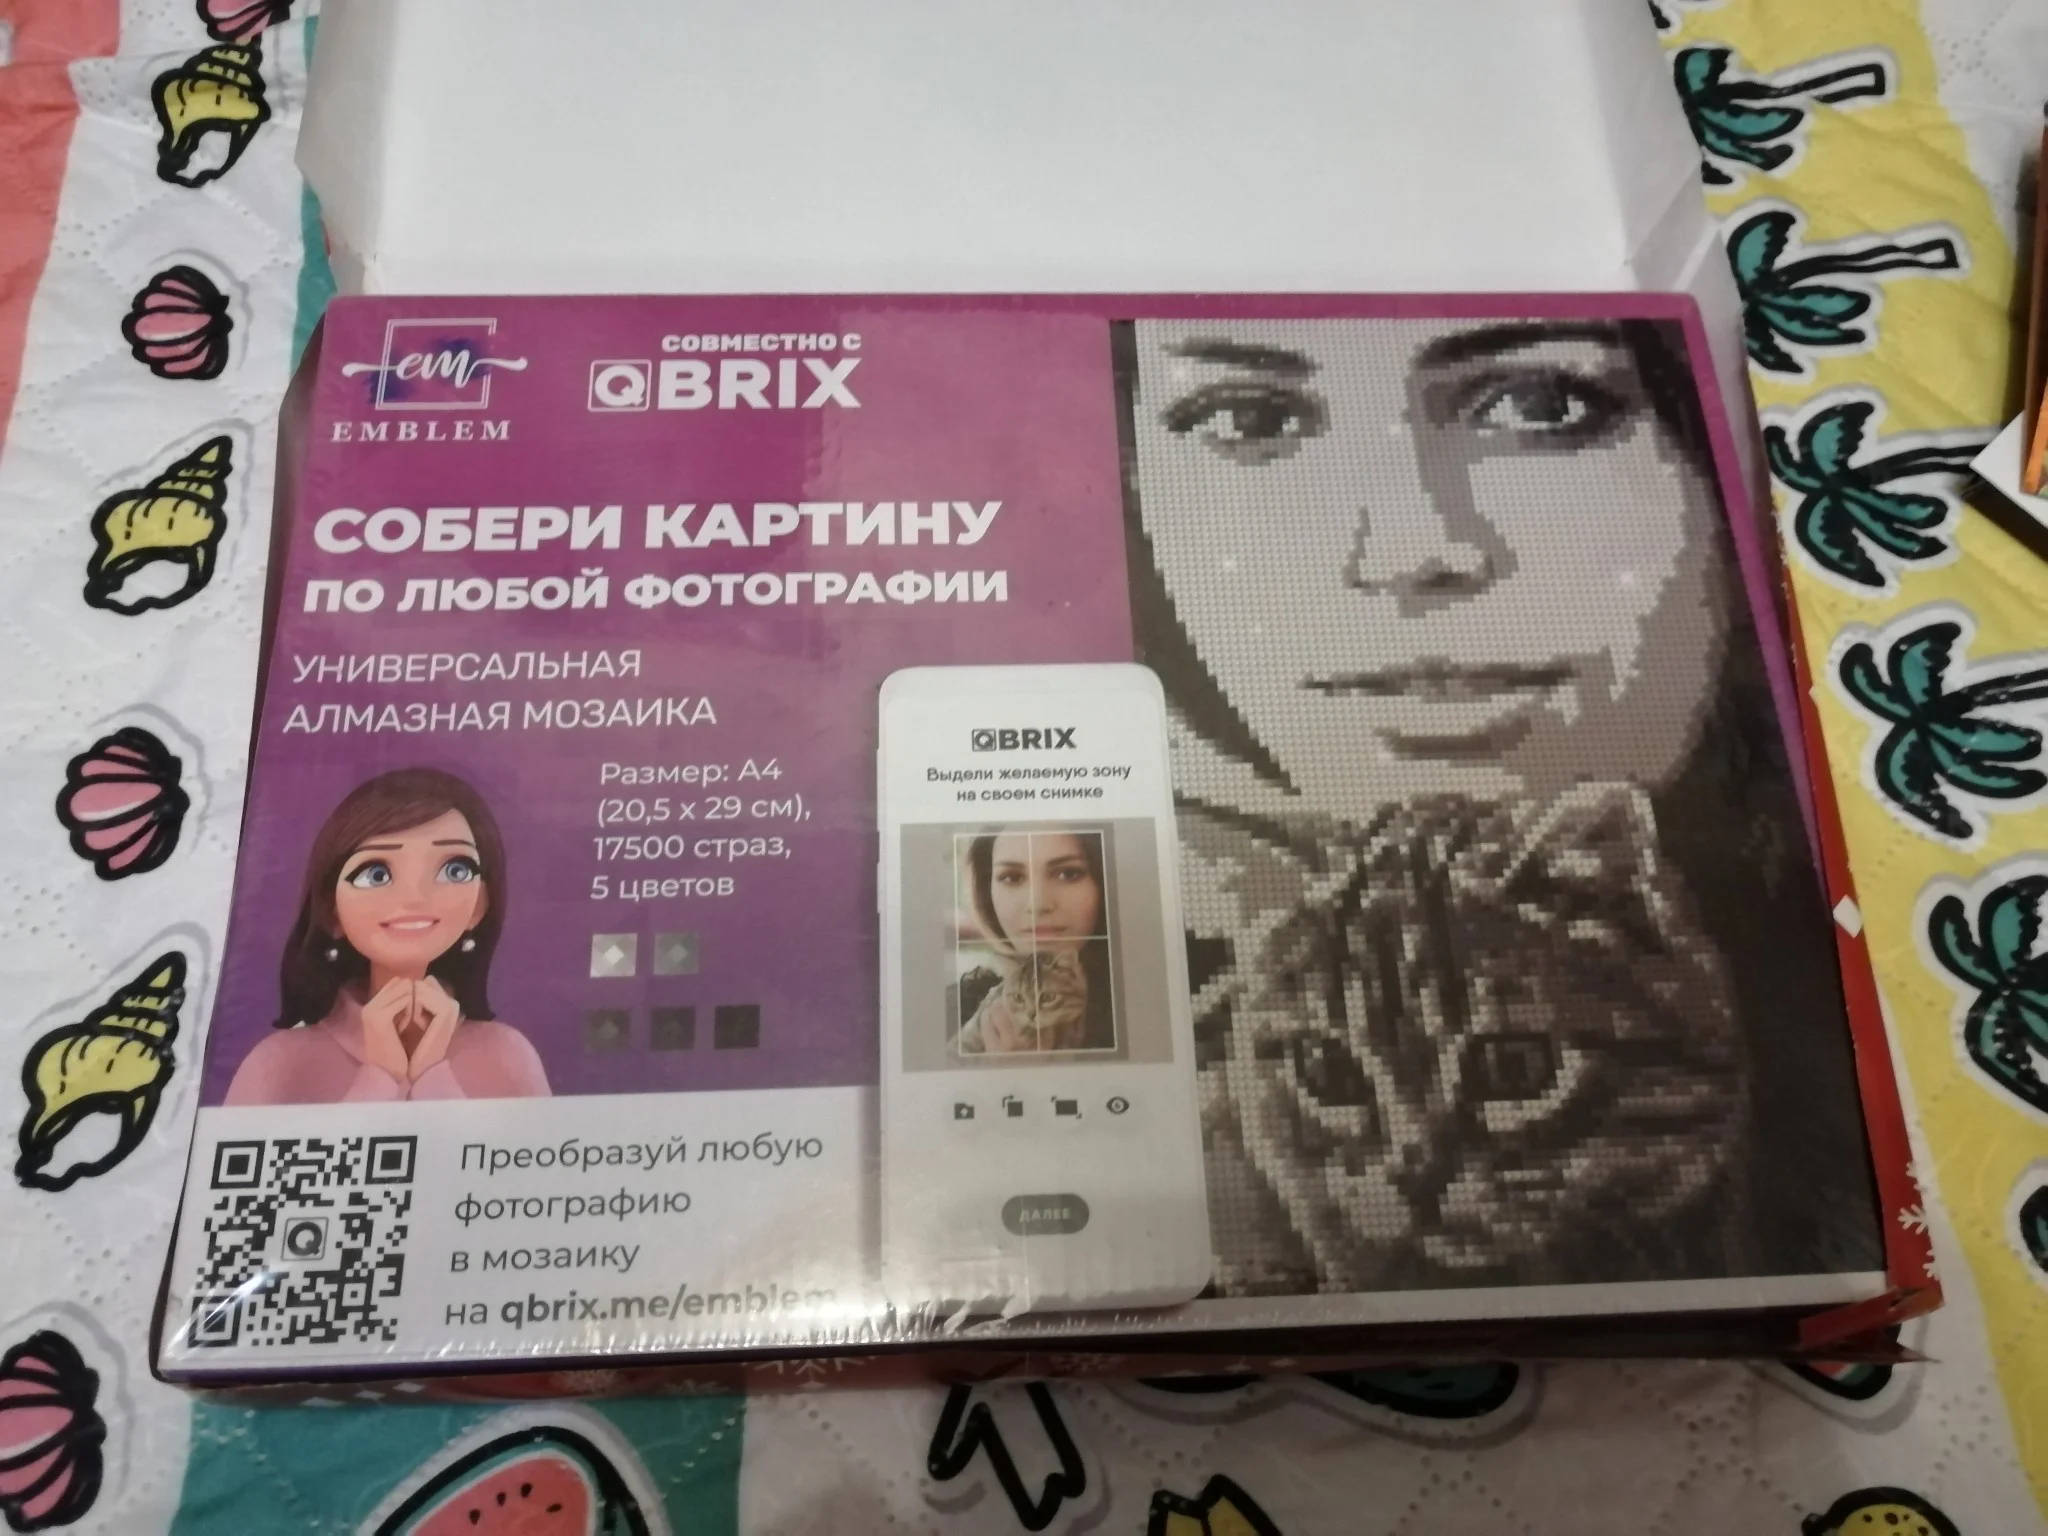 em
EMBLEM
СОВМЕСТНО С
QBRIX
СОБЕРИ КАРТИНУ
ПО ЛЮБОЙ ФОТОГРАФИИ
УНИВЕРСАЛЬНАЯ
АЛМАЗНАЯ МОЗАИКА
Размер: А4
(20,5 х 29 см),
17500 страз,
5 цветов
QBRIX
Выдели желаемую зону
на своем снимке
ДАЛЕЕ
Q
Преобразуй любую
фотографию
в мозаику
на qbrix.me/emblem